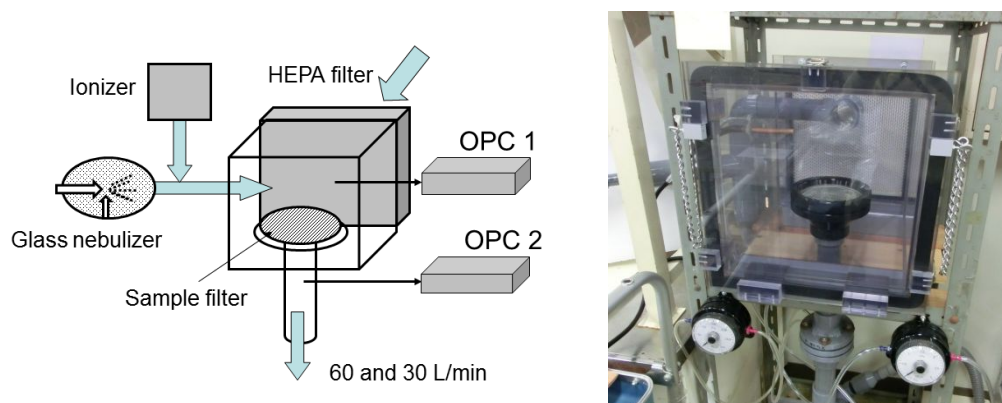 HEPA filter
Ionizer
OPC 1
Glass nebulizer
OPC 2
Sample filter
60 and 30 L/min